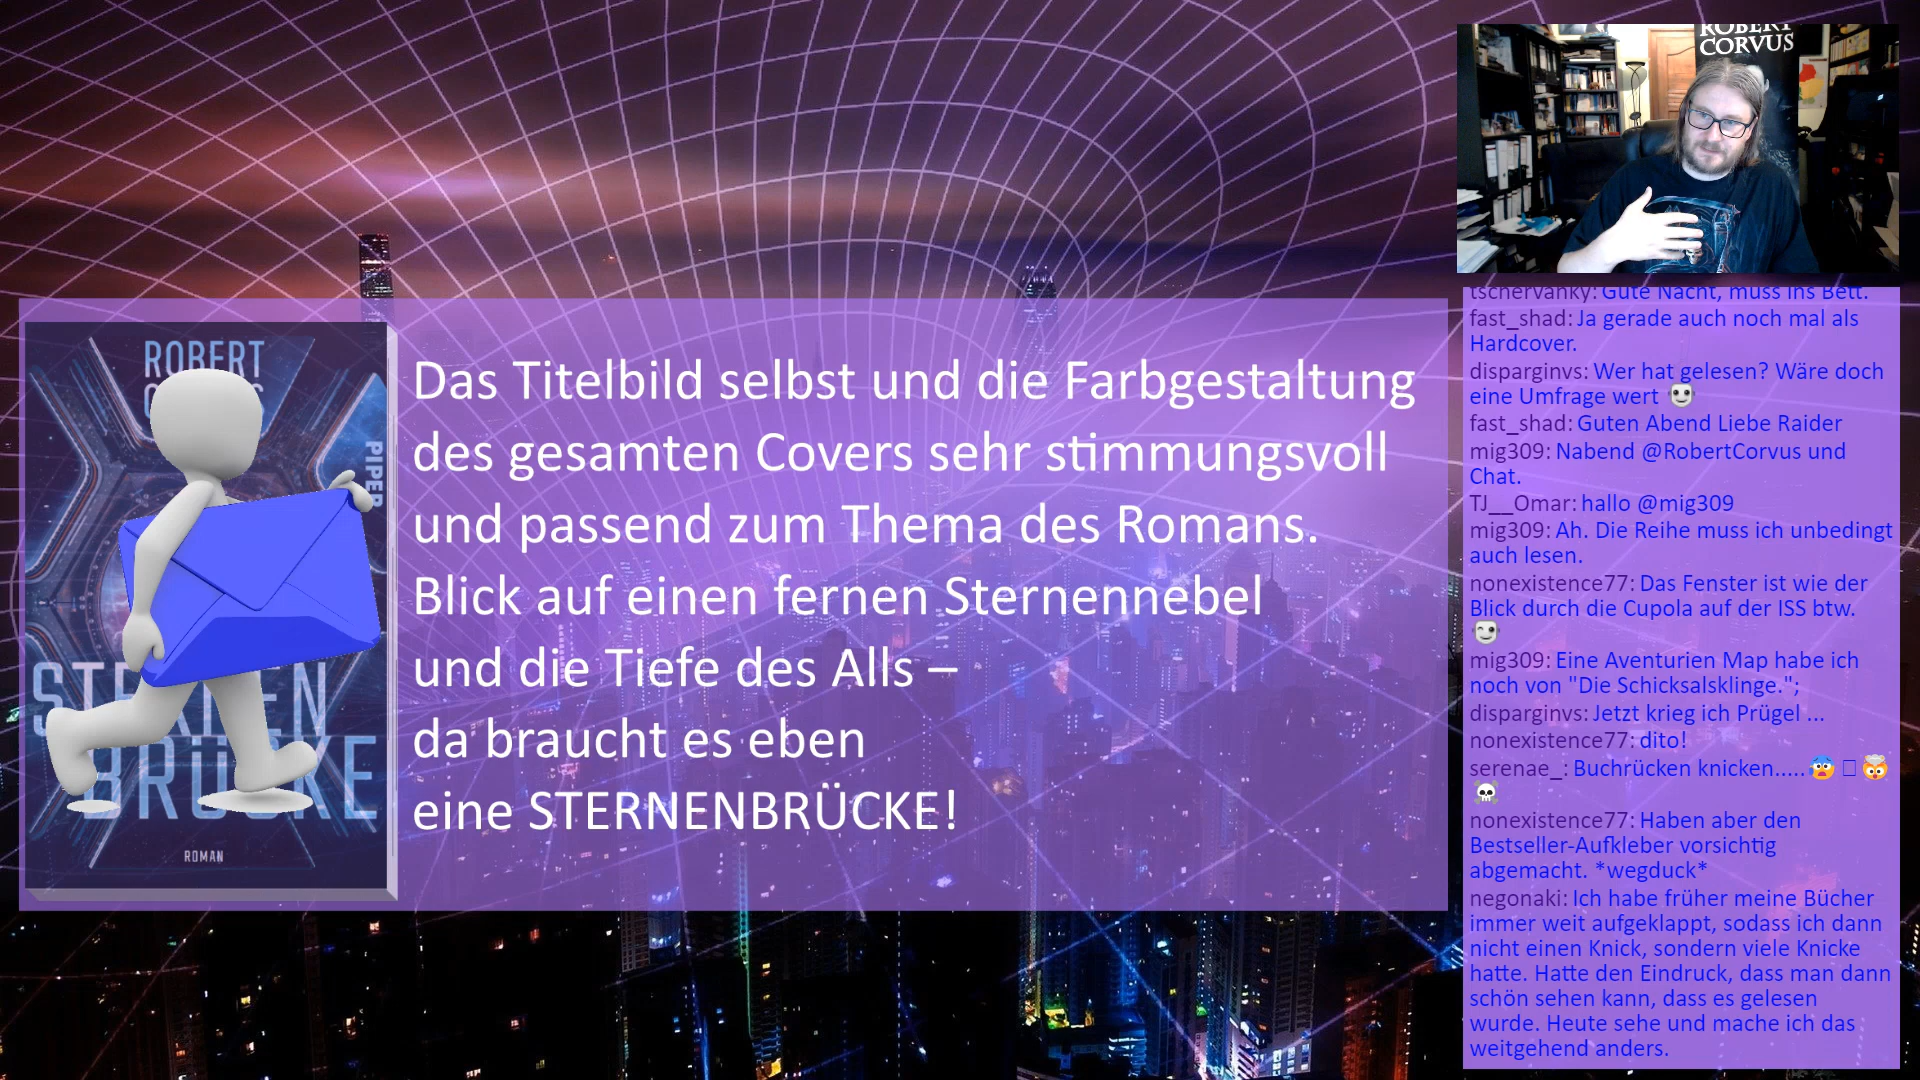 ROBERT
CORVUS
ROBERT
PIPER
STERNEN
BRÜCKE
ROMAN
Das Titelbild selbst und die Farbgestaltung
des gesamten Covers sehr stimmungsvoll
und passend zum Thema des Romans.
Blick auf einen fernen Sternennebel
und die Tiefe des Alls –
da braucht es eben
eine STERNENBRÜCKE!
tschervanky: Gute Nacht, muss ins Bett.
fast_shad: Ja gerade auch noch mal als
Hardcover.
disparginvs: Wer hat gelesen? Wäre doch
eine Umfrage wert
fast_shad: Guten Abend Liebe Raider
mig309: Nabend @RobertCorvus und
Chat.
TJ__Omar: hallo @mig309
mig309: Ah. Die Reihe muss ich unbedingt
auch lesen.
nonexistence77: Das Fenster ist wie der
Blick durch die Cupola auf der ISS btw.
mig309: Eine Aventurien Map habe ich
noch von "Die Schicksalsklinge.";
disparginvs: Jetzt krieg ich Prügel ...
nonexistence77: dito!
serenae_: Buchrücken knicken.....
nonexistence77: Haben aber den
Bestseller-Aufkleber vorsichtig
abgemacht. *wegduck*
negonaki: Ich habe früher meine Bücher
immer weit aufgeklappt, sodass ich dann
nicht einen Knick, sondern viele Knicke
hatte. Hatte den Eindruck, dass man dann
schön sehen kann, dass es gelesen
wurde. Heute sehe und mache ich das
weitgehend anders.